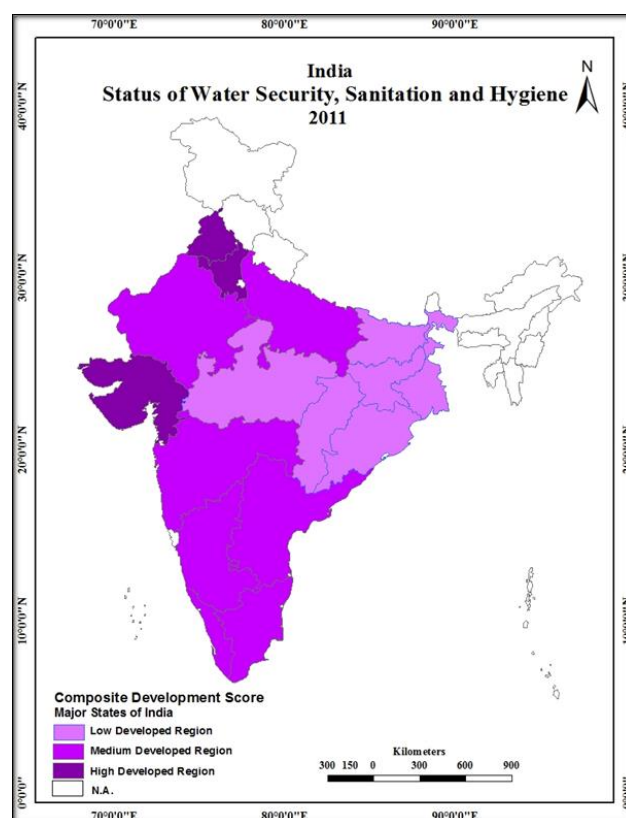 70°0'0"E 80°0'0"E 90°0'0"E
India
Status of Water Security, Sanitation and Hygiene
2011
N
40°0'0"N
30°0'0"N
20°0'0"N
10°0'0"N
0°0'0"
Composite Development Score
Major States of India
Low Developed Region
Medium Developed Region
High Developed Region
N.A.
Kilometers
300 150 0 300 600 900
70°0'0"E 80°0'0"E 90°0'0"E